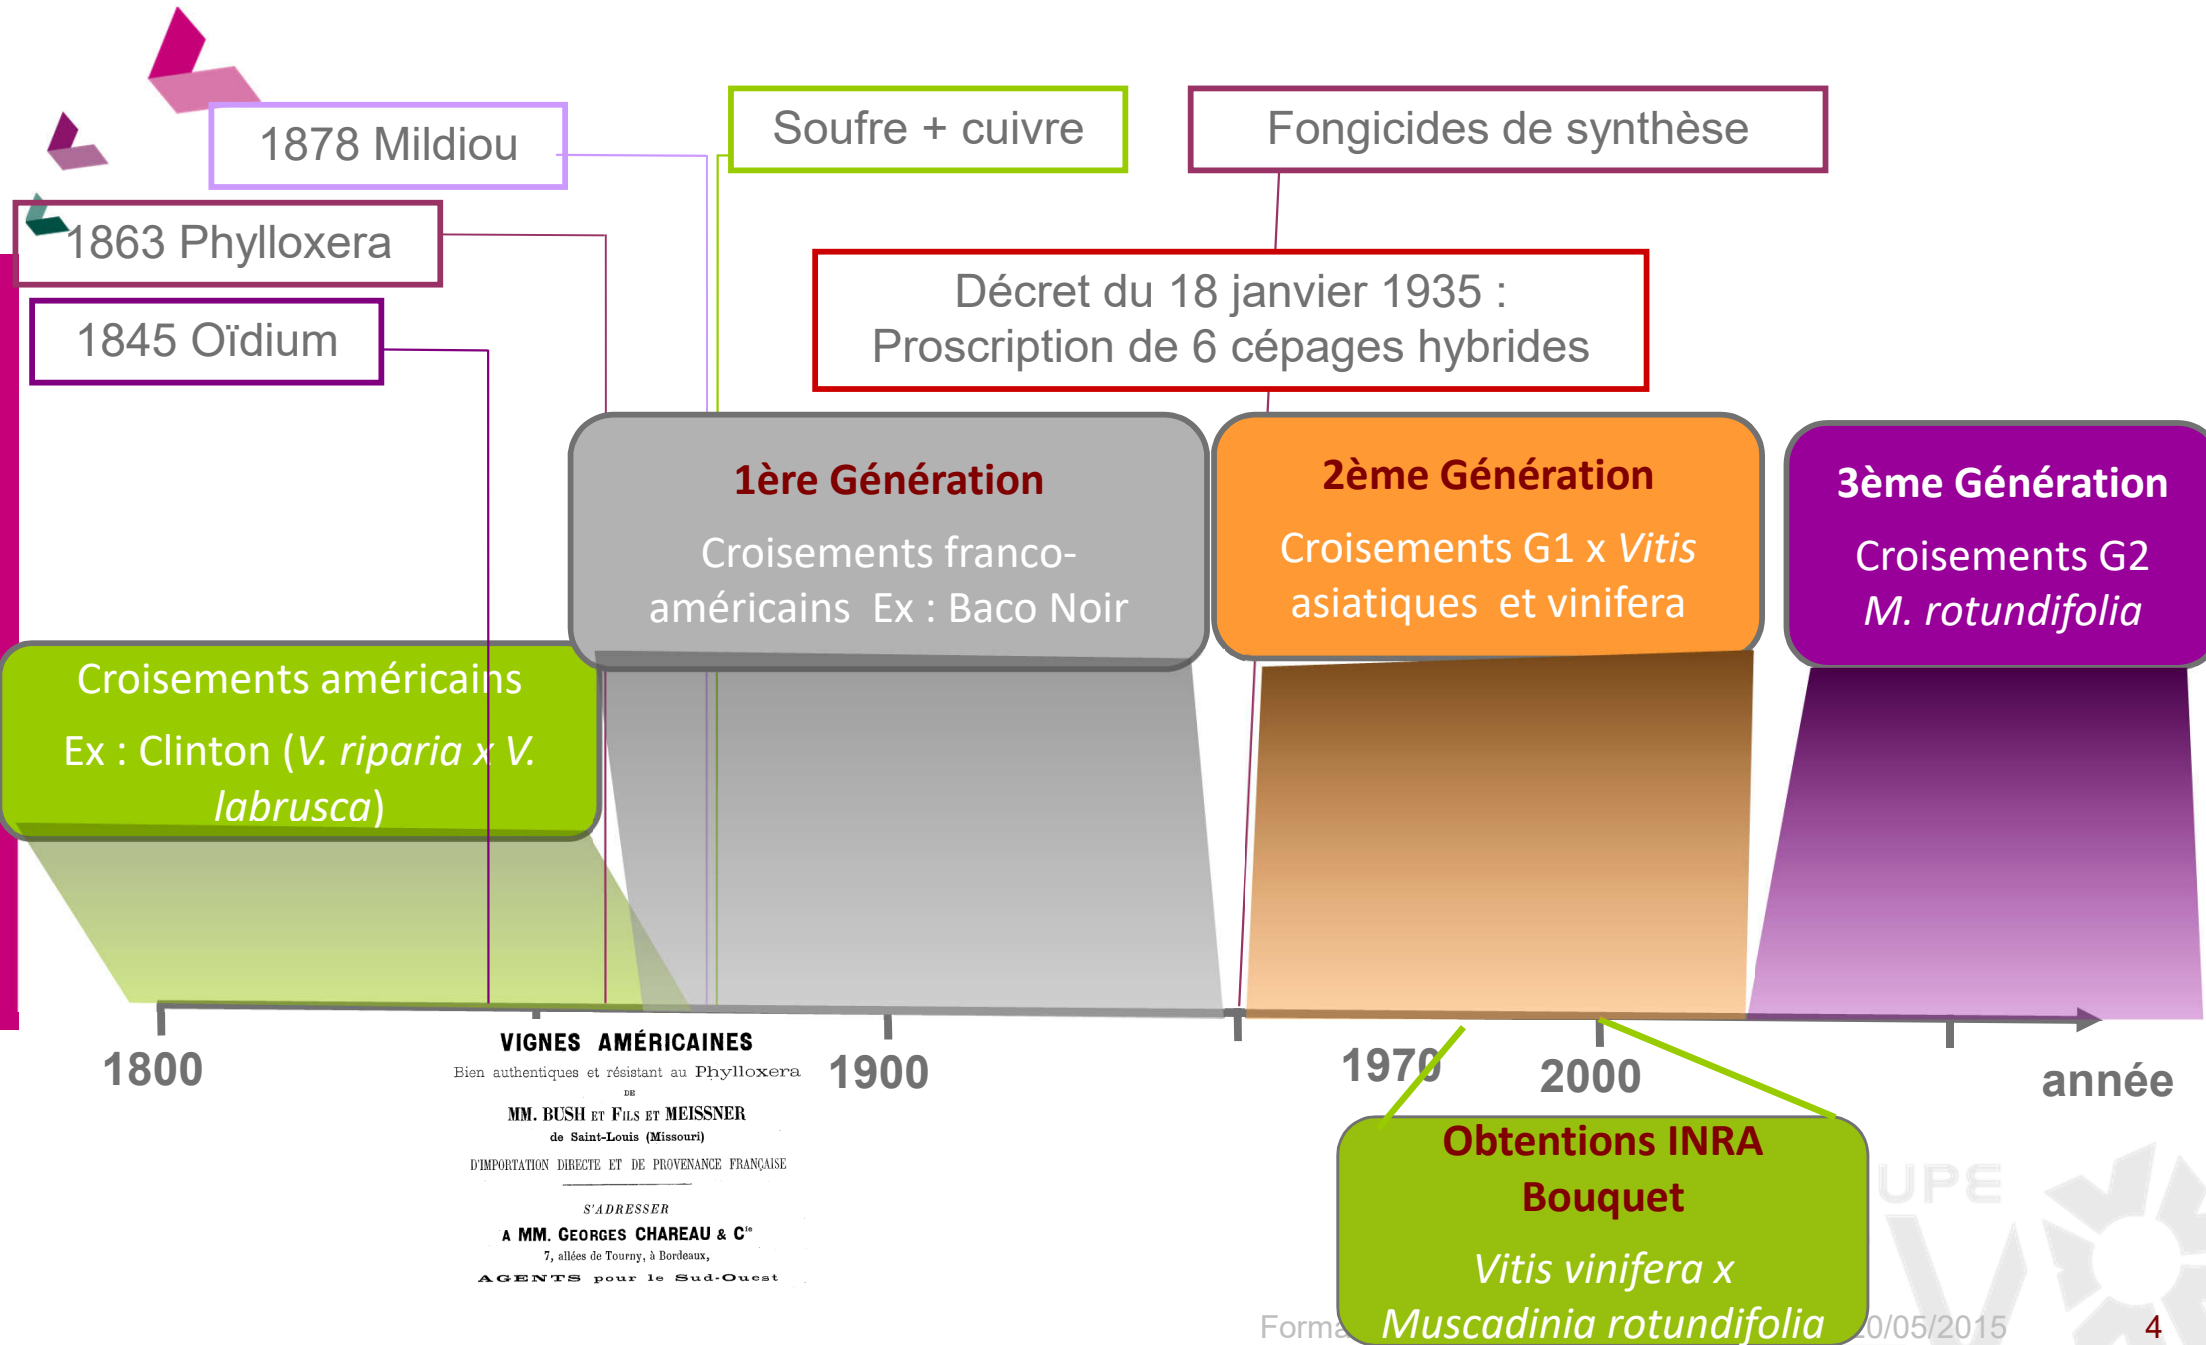 1878 Mildiou
Soufre + cuivre
Fongicides de synthèse
1863 Phylloxera
1845 Oïdium
Décret du 18 janvier 1935 :
Proscription de 6 cépages hybrides
1ère Génération
Croisements franco-
américains Ex : Baco Noir
2ème Génération
Croisements G1 x Vitis
asiatiques et vinifera
3ème Génération
Croisements G2
M. rotundifolia
Croisements américains
Ex : Clinton (V. riparia x V.
labrusca)
1800
1900
1970
2000
année
VIGNES AMÉRICAINES
Bien authentiques et résistant au Phylloxera
DE
MM. BUSH ET FILS ET MEISSNER
de Saint-Louis (Missouri)
D'IMPORTATION DIRECTE ET DE PROVENANCE FRANÇAISE
S'ADRESSER
A MM. GEORGES CHAREAU & Cie
7, allées de Tourny, à Bordeaux,
AGENTS pour le Sud-Ouest
Obtentions INRA
Bouquet
Vitis vinifera x
Muscadinia rotundifolia
UPE
V
0/05/2015
4